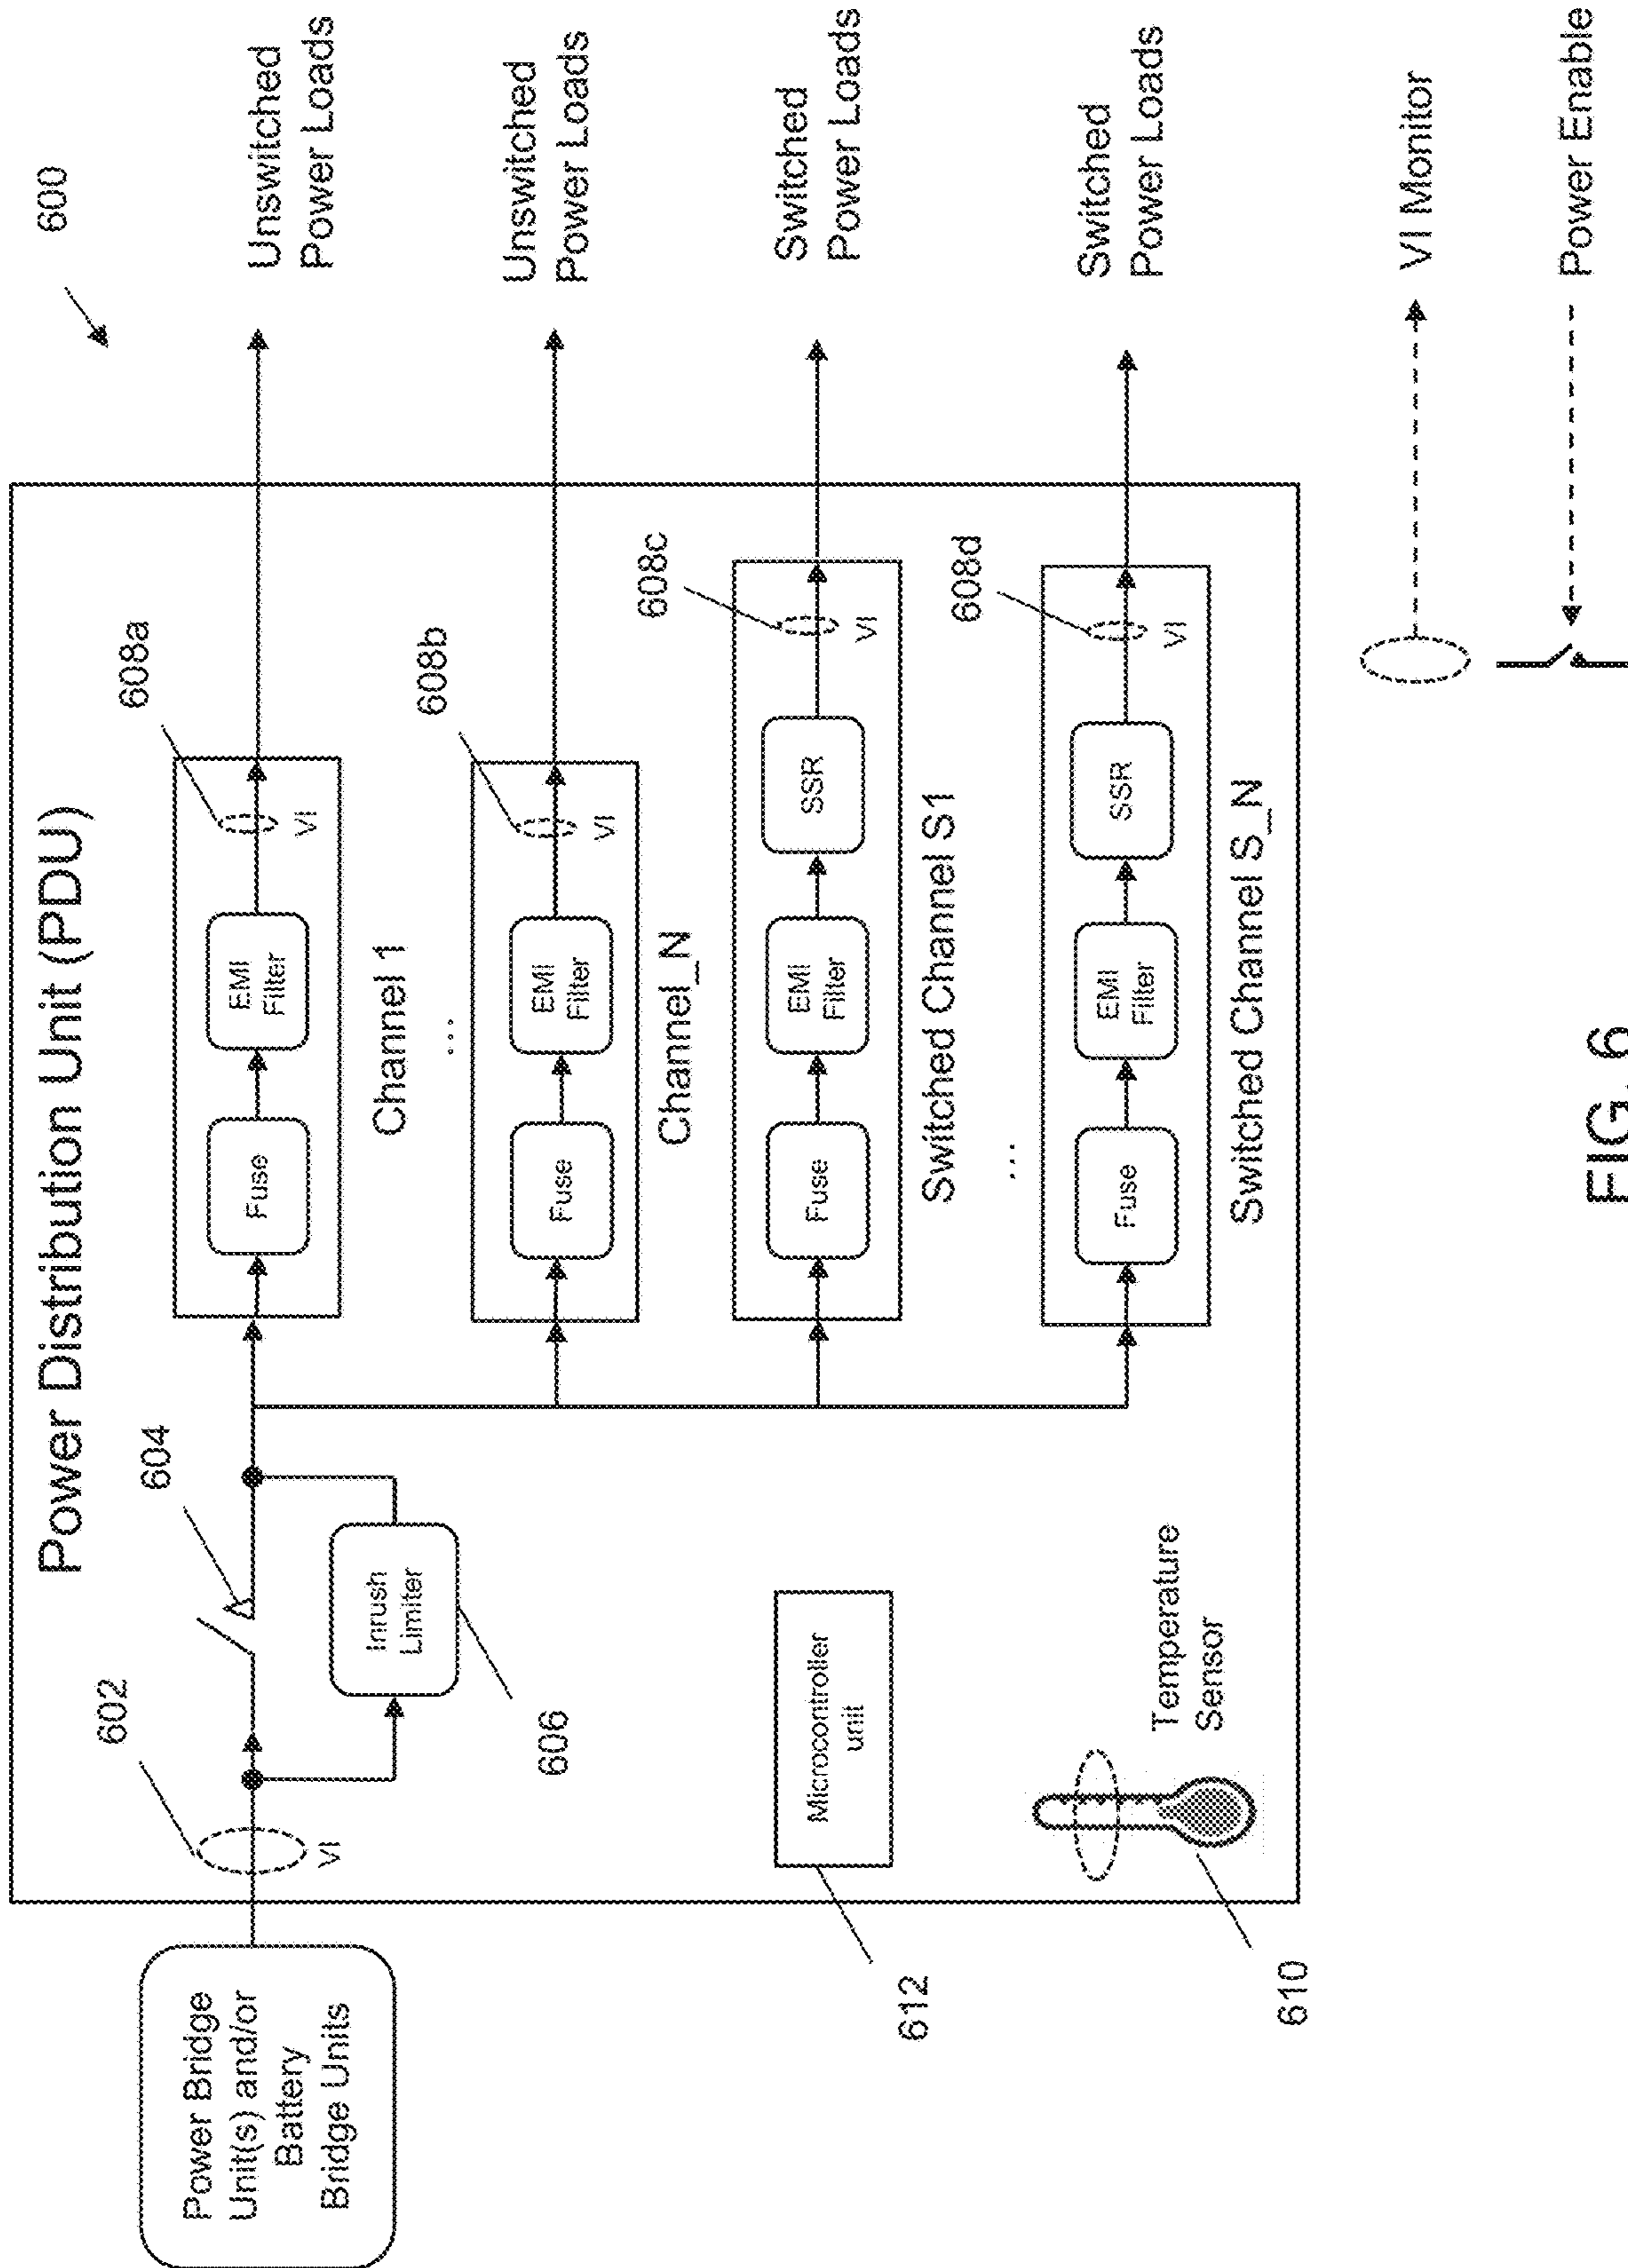 600
Power Distribution Unit (PDU)
Power Bridge
Unit(s) and/or
Battery
Bridge Units
602
VI
604
Inrush
Limiter
606
Fuse
EMI
Filter
VI
608a
Channel 1
...
Unswitched
Power Loads
Fuse
EMI
Filter
VI
608b
Channel_N
Unswitched
Power Loads
Fuse
EMI
Filter
SSR
VI
608c
Switched Channel S1
...
Switched
Power Loads
Fuse
EMI
Filter
SSR
VI
608d
Switched Channel S_N
Switched
Power Loads
Microcontroller
unit
612
Temperature
Sensor
610
VI Monitor
Power Enable
FIG. 6